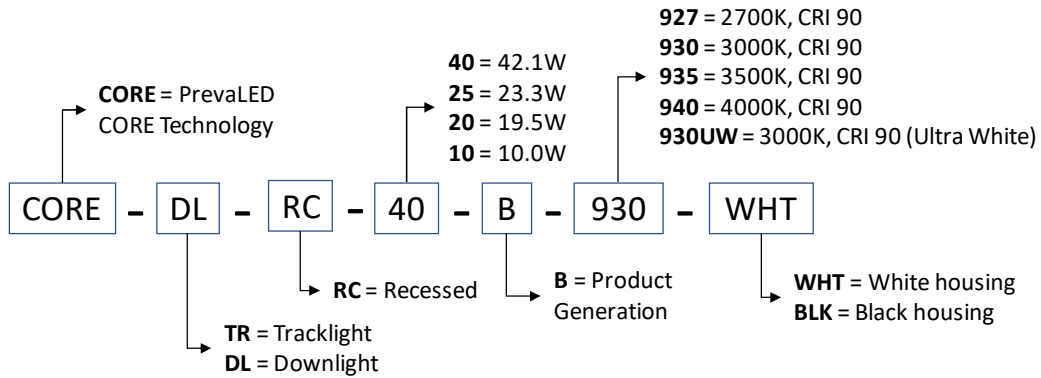 927 = 2700K, CRI 90
930 = 3000K, CRI 90
935 = 3500K, CRI 90
940 = 4000K, CRI 90
930UW = 3000K, CRI 90 (Ultra White)
40 = 42.1W
25 = 23.3W
20 = 19.5W
10 = 10.0W
CORE = PrevaLED
CORE Technology
CORE – DL – RC – 40 – B – 930 – WHT
RC = Recessed
B = Product
Generation
WHT = White housing
BLK = Black housing
TR = Tracklight
DL = Downlight